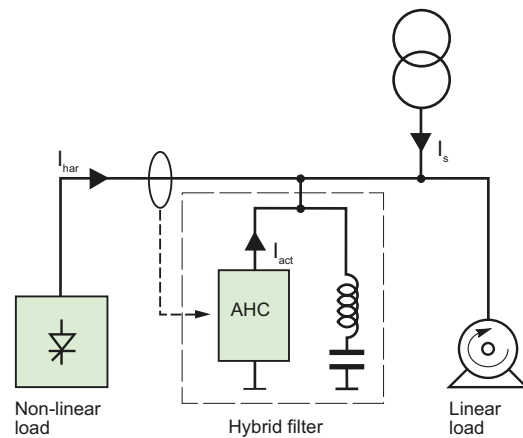 I_s
I_har
I_act
AHC
Non-linear
load
Hybrid filter
Linear
load